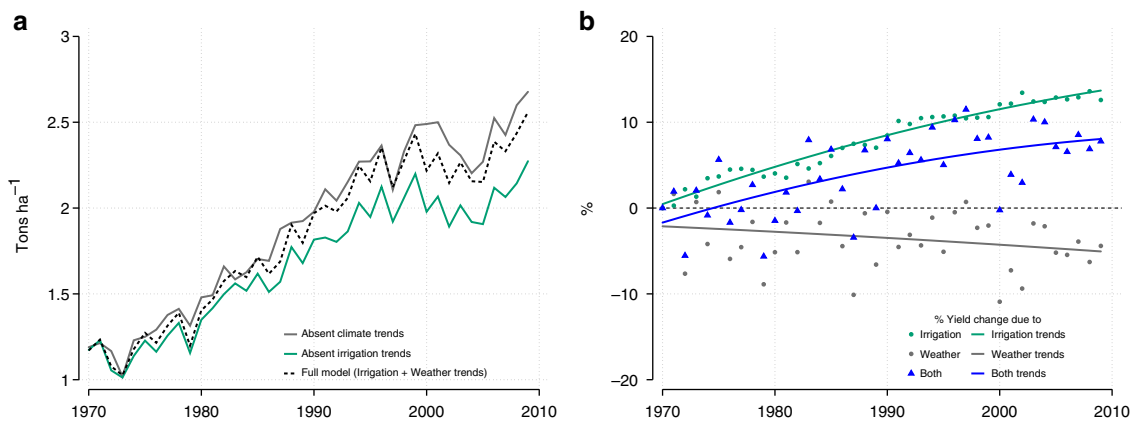 a
3
2.5
2
1.5
1
Tons ha⁻¹
Absent climate trends
Absent irrigation trends
Full model (Irrigation + Weather trends)
1970 1980 1990 2000 2010
b
20
10
0
−10
−20
%
% Yield change due to
Irrigation Irrigation trends
Weather Weather trends
Both Both trends
1970 1980 1990 2000 2010